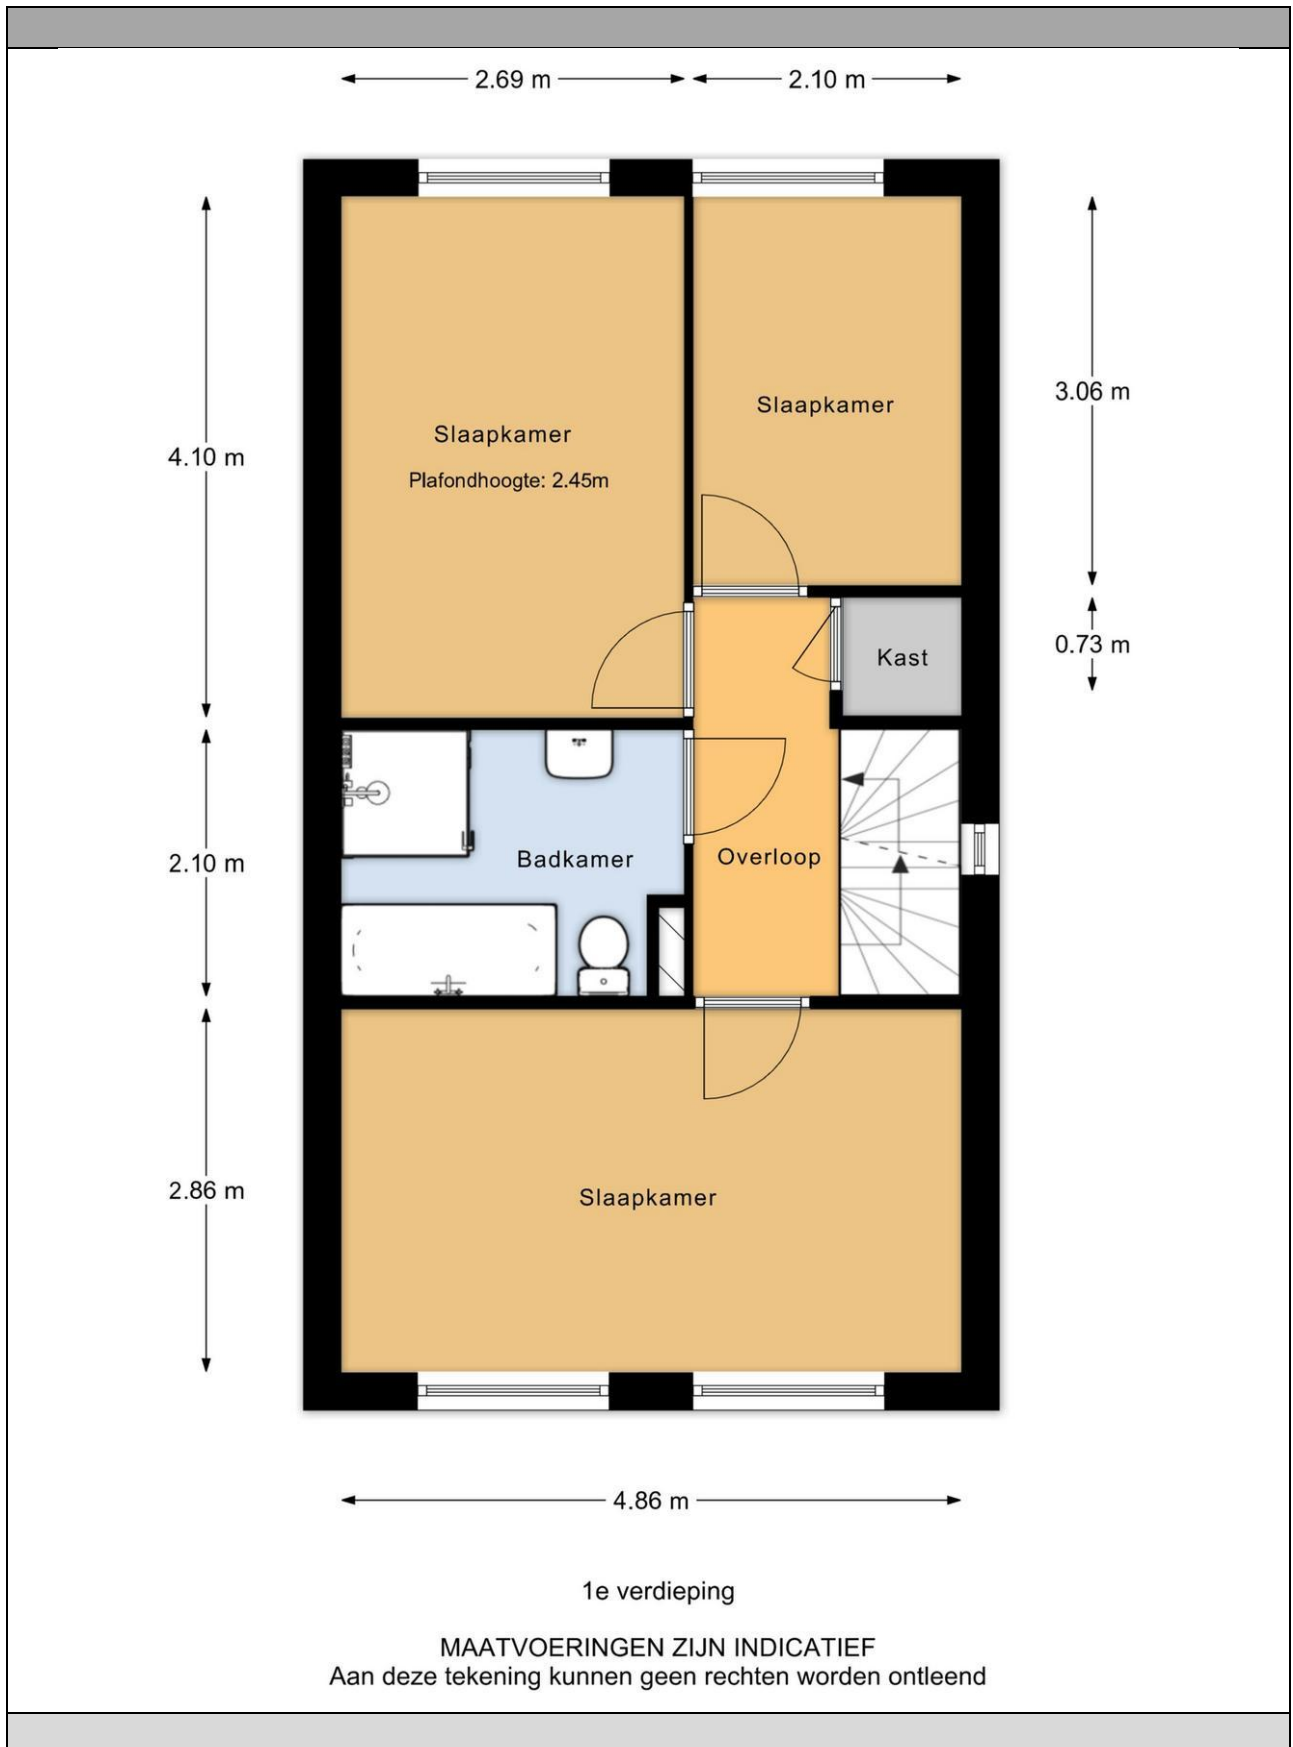 2.69 m
2.10 m
4.10 m
3.06 m
Slaapkamer
Slaapkamer
Plafondhoogte: 2.45m
0.73 m
Kast
2.10 m
Badkamer
Overloop
2.86 m
Slaapkamer
4.86 m
1e verdieping
MAATVOERINGEN ZIJN INDICATIEF
Aan deze tekening kunnen geen rechten worden ontleend